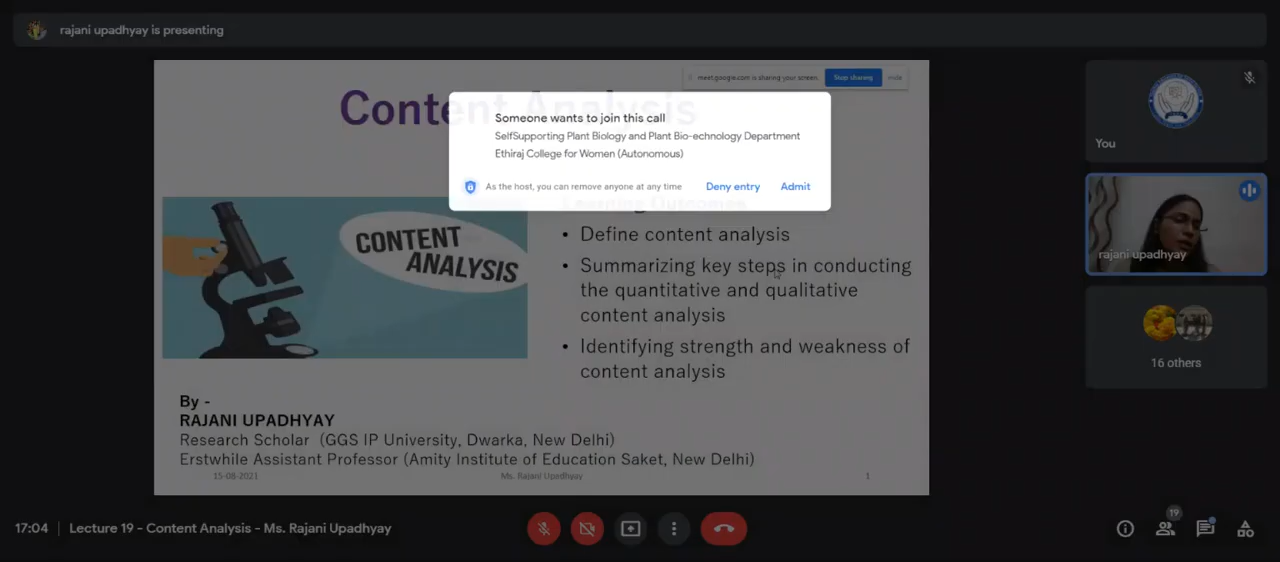 rajani upadhyay is presenting
meet.google.com is sharing your screen.
Stop sharing
Hide
Content Analysis
Someone wants to join this call
SelfSupporting Plant Biology and Plant Bio-echnology Department
Ethiraj College for Women (Autonomous)
As the host, you can remove anyone at any time
Deny entry
Admit
CONTENT
ANALYSIS
Learning Outcomes
• Define content analysis
• Summarizing key steps in conducting
the quantitative and qualitative
content analysis
• Identifying strength and weakness of
content analysis
By -
RAJANI UPADHYAY
Research Scholar (GGS IP University, Dwarka, New Delhi)
Erstwhile Assistant Professor (Amity Institute of Education Saket, New Delhi)
15-08-2021
Ms. Rajani Upadhyay
1
You
rajani upadhyay
16 others
17:04 | Lecture 19 - Content Analysis - Ms. Rajani Upadhyay
19